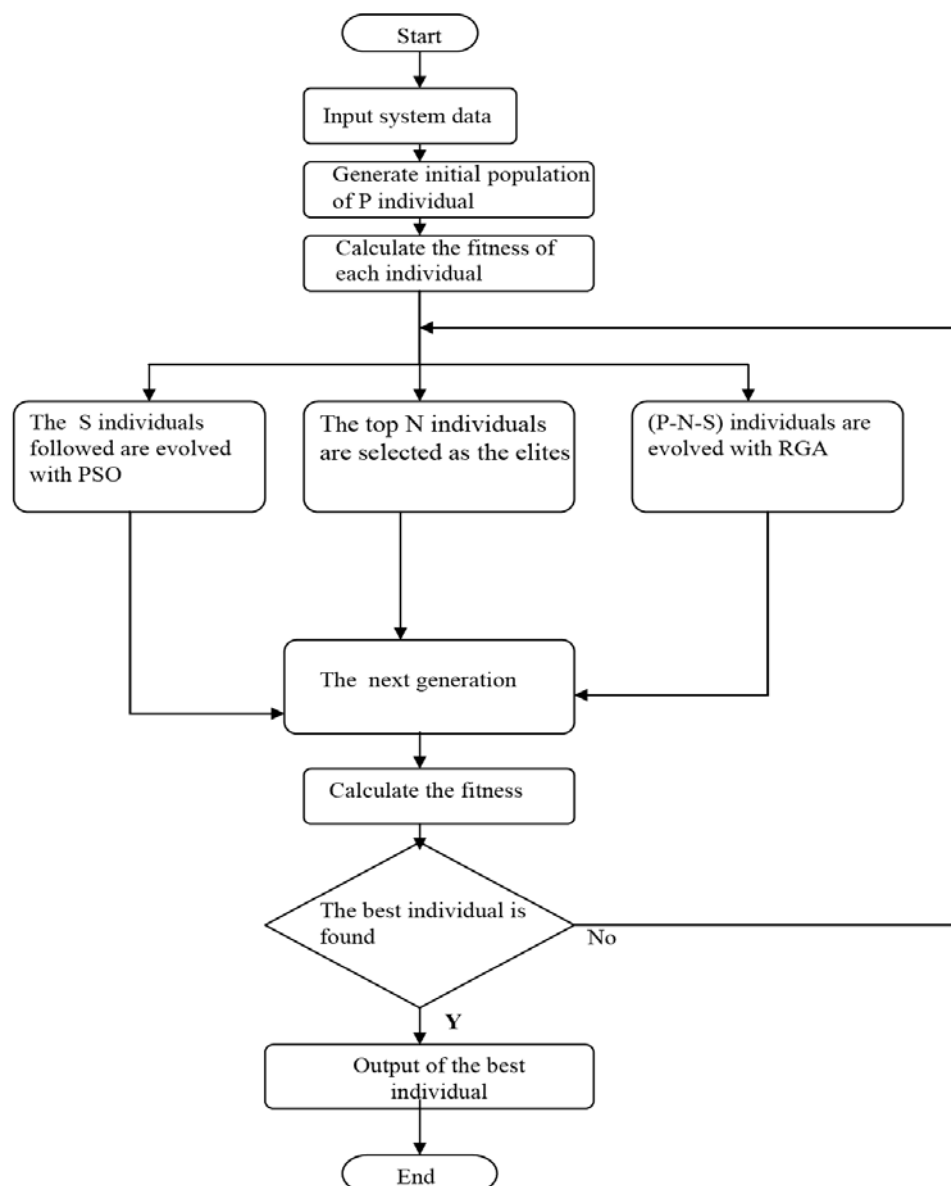 Start
Input system data
Generate initial population
of P individual
Calculate the fitness of
each individual
The S individuals
followed are evolved
with PSO
The top N individuals
are selected as the elites
(P-N-S) individuals are
evolved with RGA
The next generation
Calculate the fitness
The best individual is
found
No
Y
Output of the best
individual
End